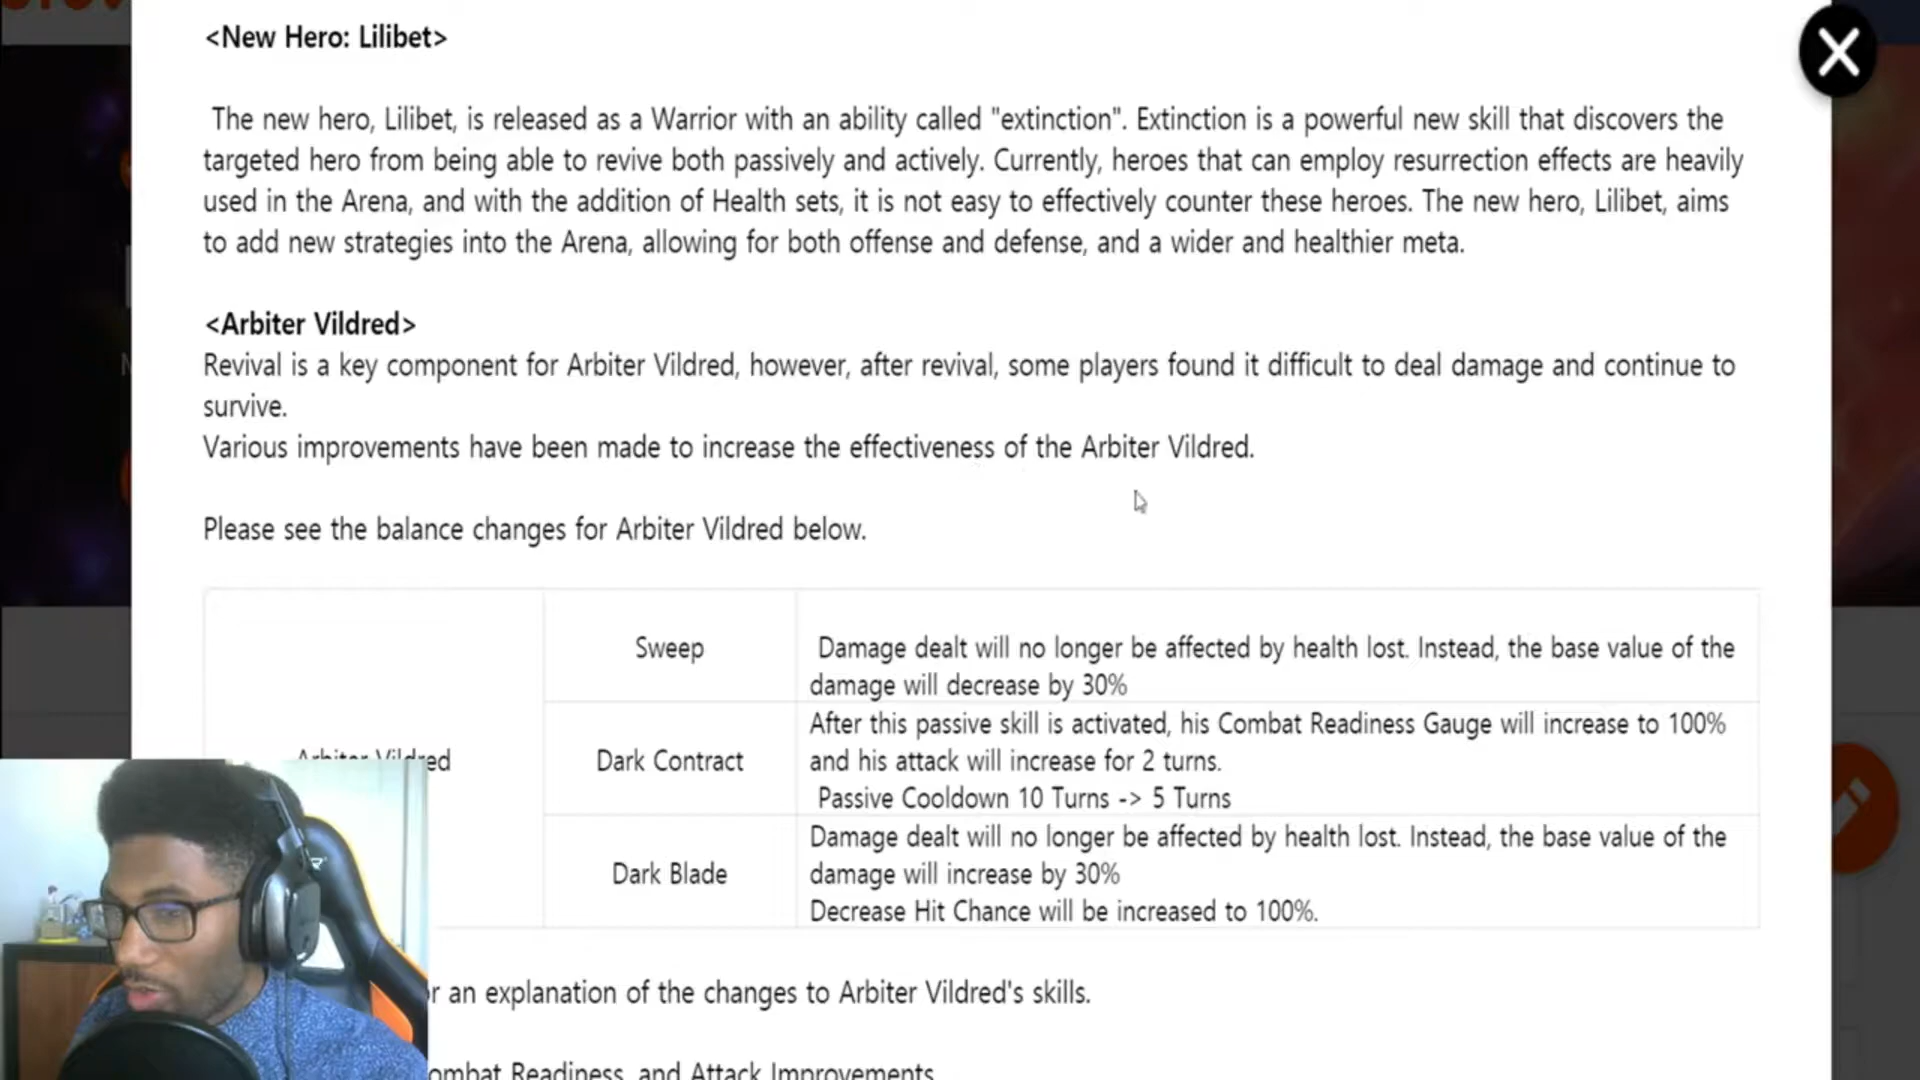 <New Hero: Lilibet>
The new hero, Lilibet, is released as a Warrior with an ability called "extinction". Extinction is a powerful new skill that discovers the
targeted hero from being able to revive both passively and actively. Currently, heroes that can employ resurrection effects are heavily
used in the Arena, and with the addition of Health sets, it is not easy to effectively counter these heroes. The new hero, Lilibet, aims
to add new strategies into the Arena, allowing for both offense and defense, and a wider and healthier meta.
<Arbiter Vildred>
Revival is a key component for Arbiter Vildred, however, after revival, some players found it difficult to deal damage and continue to
survive.
Various improvements have been made to increase the effectiveness of the Arbiter Vildred.
Please see the balance changes for Arbiter Vildred below.
Arbiter Vildred
Sweep
Damage dealt will no longer be affected by health lost. Instead, the base value of the
damage will decrease by 30%
Dark Contract
After this passive skill is activated, his Combat Readiness Gauge will increase to 100%
and his attack will increase for 2 turns.
Passive Cooldown 10 Turns -> 5 Turns
Dark Blade
Damage dealt will no longer be affected by health lost. Instead, the base value of the
damage will increase by 30%
Decrease Hit Chance will be increased to 100%.
an explanation of the changes to Arbiter Vildred's skills.
Readiness, and Attack Improvements